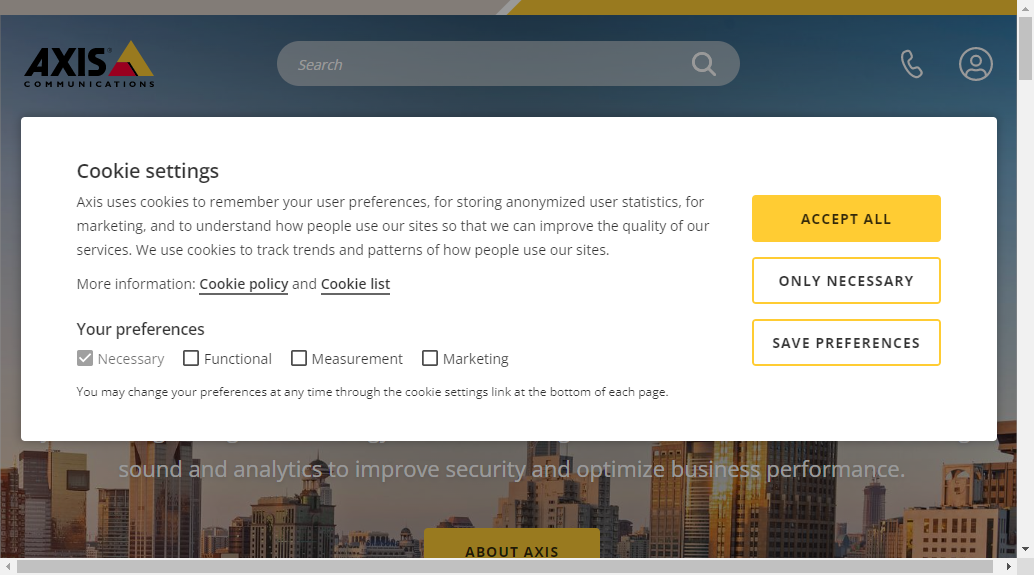 AXIS
COMMUNICATIONS
Search
Cookie settings
Axis uses cookies to remember your user preferences, for storing anonymized user statistics, for
marketing, and to understand how people use our sites so that we can improve the quality of our
services. We use cookies to track trends and patterns of how people use our sites.
More information: Cookie policy and Cookie list
Your preferences
Necessary Functional Measurement Marketing
You may change your preferences at any time through the cookie settings link at the bottom of each page.
ACCEPT ALL
ONLY NECESSARY
SAVE PREFERENCES
sound and analytics to improve security and optimize business performance.
ABOUT AXIS